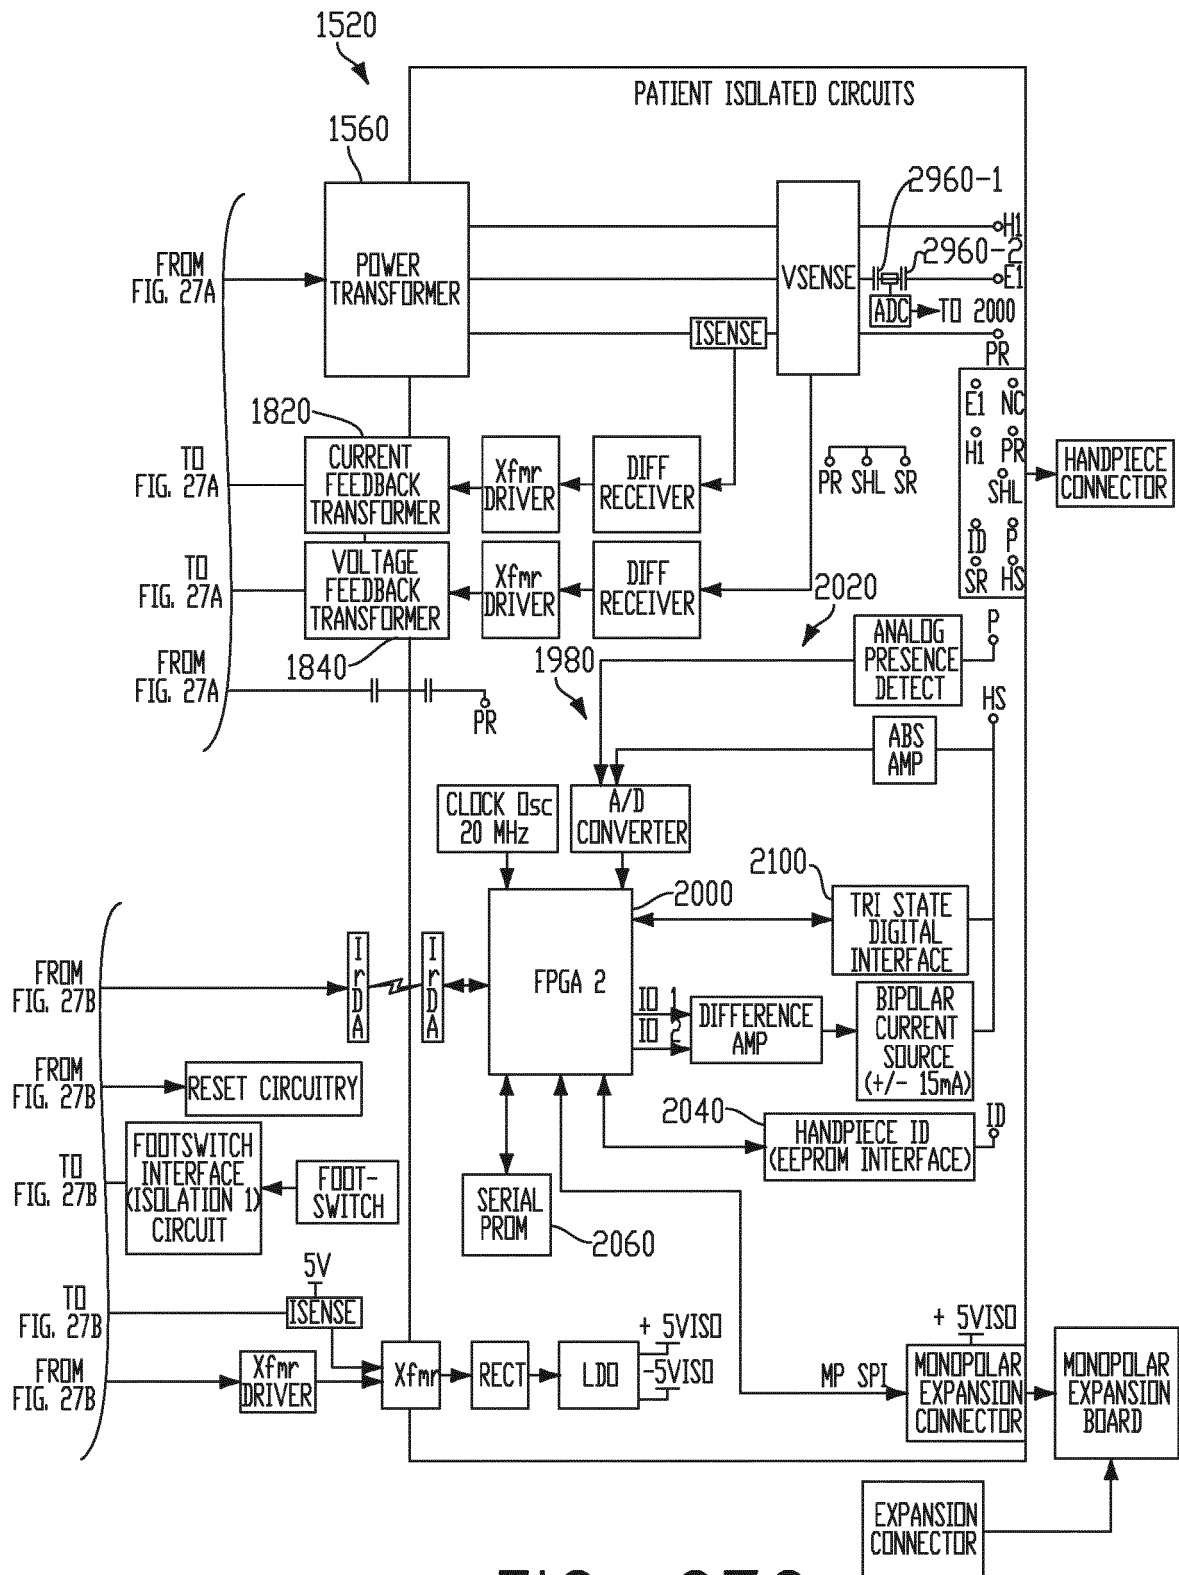 1520
PATIENT ISOLATED CIRCUITS
1560
2960-1
H1
2960-2
FROM
FIG. 27A
POWER
TRANSFORMER
VSENSE
E1
ADC
TO 2000
ISENSE
PR
E1 NC
1820
H1 PR
TO
FIG. 27A
CURRENT
FEEDBACK
TRANSFORMER
Xfmr
DRIVER
DIFF
RECEIVER
PR SHL SR
SHL
HANDPIECE
CONNECTOR
ID P
SR HS
TO
FIG. 27A
VOLTAGE
FEEDBACK
TRANSFORMER
Xfmr
DRIVER
DIFF
RECEIVER
2020
ANALOG
PRESENCE
DETECT
P
1840
1980
FROM
FIG. 27A
PR
HS
ABS
AMP
CLOCK Osc
20 MHz
A/D
CONVERTER
2100
2000
TRI STATE
DIGITAL
INTERFACE
FROM
FIG. 27B
IrDA
IrDA
FPGA 2
IO 1
IO 2
DIFFERENCE
AMP
BIPOLAR
CURRENT
SOURCE
(+/- 15mA)
FROM
FIG. 27B
RESET CIRCUITRY
2040
HANDPIECE ID
(EEPROM INTERFACE)
ID
TO
FIG. 27B
FOOTSWITCH
INTERFACE
(ISOLATION 1)
CIRCUIT
FOOT-
SWITCH
SERIAL
PROM
2060
5V
TO
FIG. 27B
ISENSE
+ 5VISO
-5VISO
+ 5VISO
FROM
FIG. 27B
Xfmr
DRIVER
Xfmr
RECT
LDO
MP SPI
MONOPOLAR
EXPANSION
CONNECTOR
MONOPOLAR
EXPANSION
BOARD
EXPANSION
CONNECTOR